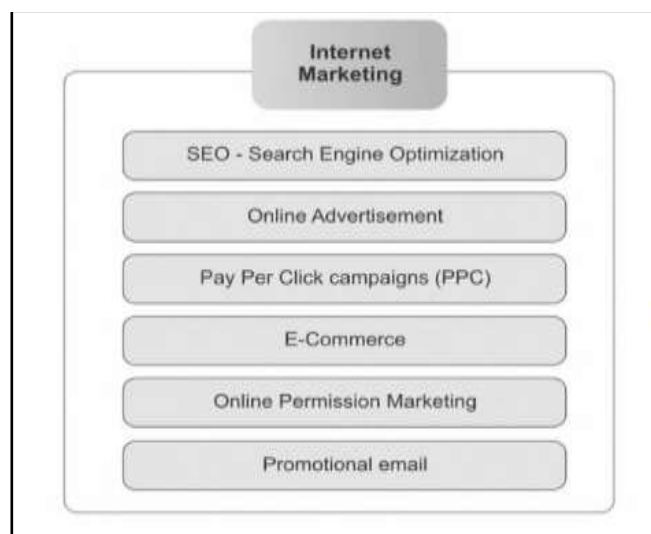 Internet
Marketing
SEO - Search Engine Optimization
Online Advertisement
Pay Per Click campaigns (PPC)
E-Commerce
Online Permission Marketing
Promotional email